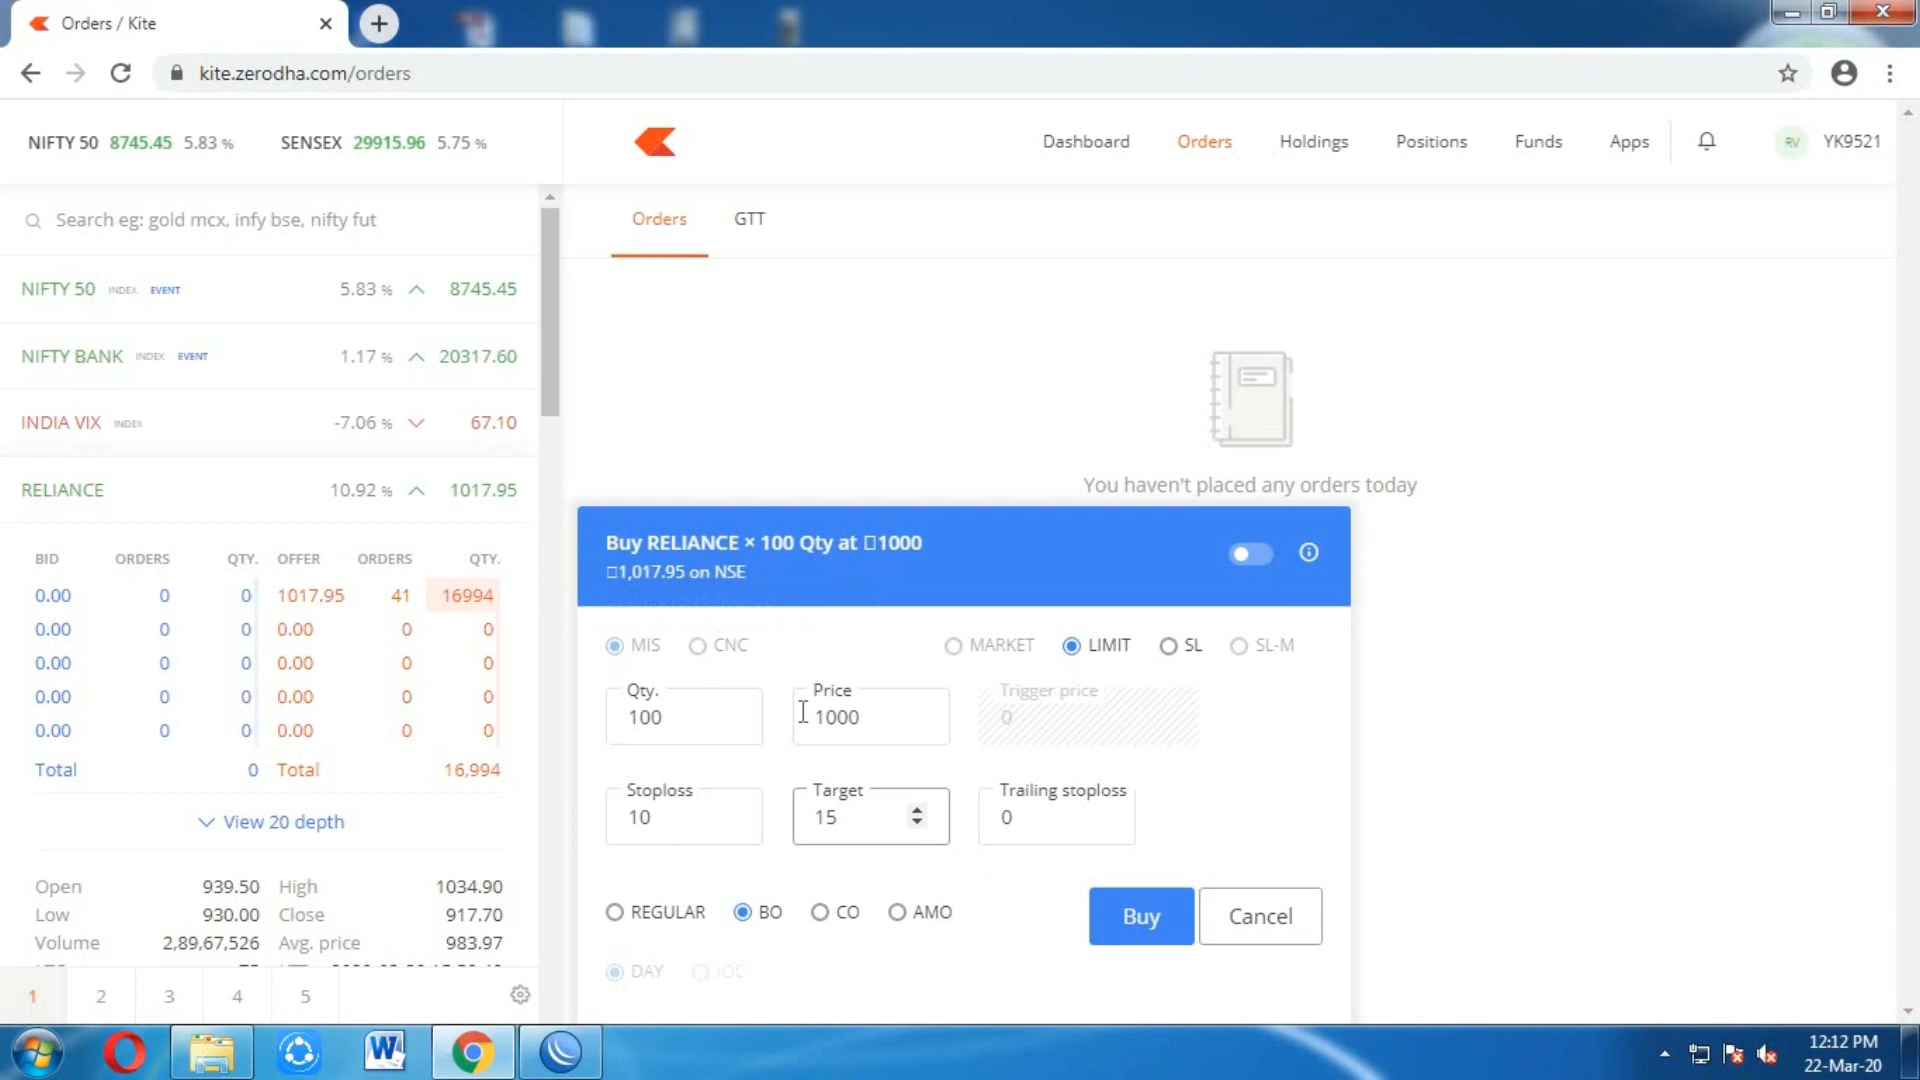 Orders / Kite
kite.zerodha.com/orders
NIFTY 50 8745.45 5.83 % SENSEX 29915.96 5.75 %
Dashboard Orders Holdings Positions Funds Apps RV YK9521
Search eg: gold mcx, infy bse, nifty fut
Orders GTT
NIFTY 50 INDEX EVENT 5.83 % 8745.45
NIFTY BANK INDEX EVENT 1.17 % 20317.60
INDIA VIX INDEX -7.06 % 67.10
RELIANCE 10.92 % 1017.95
BID ORDERS QTY. OFFER ORDERS QTY.
0.00 0 0 1017.95 41 16994
0.00 0 0 0.00 0 0
0.00 0 0 0.00 0 0
0.00 0 0 0.00 0 0
0.00 0 0 0.00 0 0
Total 0 Total 16,994
View 20 depth
Open 939.50 High 1034.90
Low 930.00 Close 917.70
Volume 2,89,67,526 Avg. price 983.97
1 2 3 4 5
You haven't placed any orders today
Buy RELIANCE × 100 Qty at □1000
□1,017.95 on NSE
MIS CNC MARKET LIMIT SL SL-M
Qty. Price Trigger price
100 1000 0
Stoploss Target Trailing stoploss
10 15 0
REGULAR BO CO AMO Buy Cancel
DAY IOC
12:12 PM
22-Mar-20